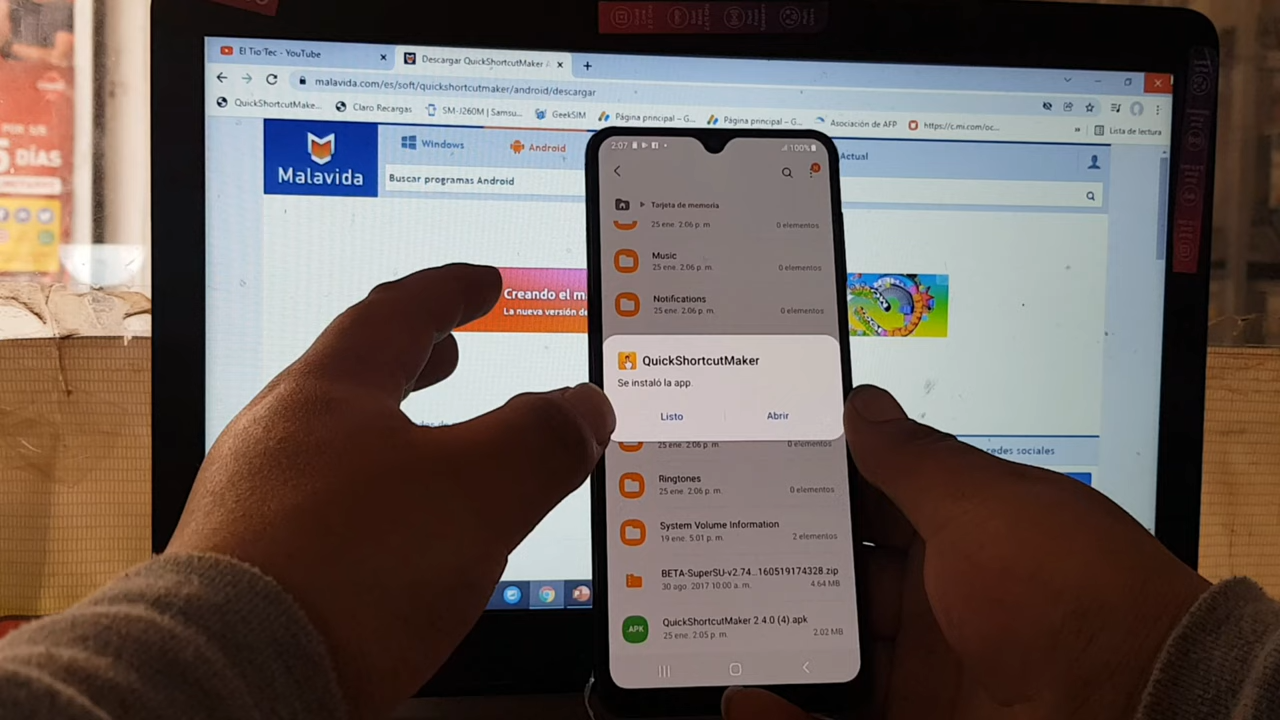 El Tio Tec - YouTube
Descargar QuickShortcutMaker
malavida.com/es/soft/quickshortcutmaker/android/descargar
QuickShortcutMake...
Claro Recargas
SM-J260M | Samsu...
GeekSIM
Página principal – G...
Página principal – G...
Asociación de AFP
https://c.mi.com/oc...
Lista de lectura
Malavida
Windows
Android
Actual
Buscar programas Android
Creando el m
La nueva versión de
redes sociales
DÍAS
2:07
100%
Tarjeta de memoria
25 ene. 2:06 p. m.
0 elementos
Music
25 ene. 2:06 p. m.
0 elementos
Notifications
25 ene. 2:06 p. m.
0 elementos
QuickShortcutMaker
Se instaló la app.
Listo
Abrir
25 ene. 2:06 p. m.
0 elementos
Ringtones
25 ene. 2:06 p. m.
0 elementos
System Volume Information
19 ene. 5:01 p. m.
2 elementos
BETA-SuperSU-v2.74...160519174328.zip
30 ago. 2017 10:00 a. m.
4.64 MB
.APK
QuickShortcutMaker 2.4.0 (4).apk
25 ene. 2:05 p. m.
2.02 MB